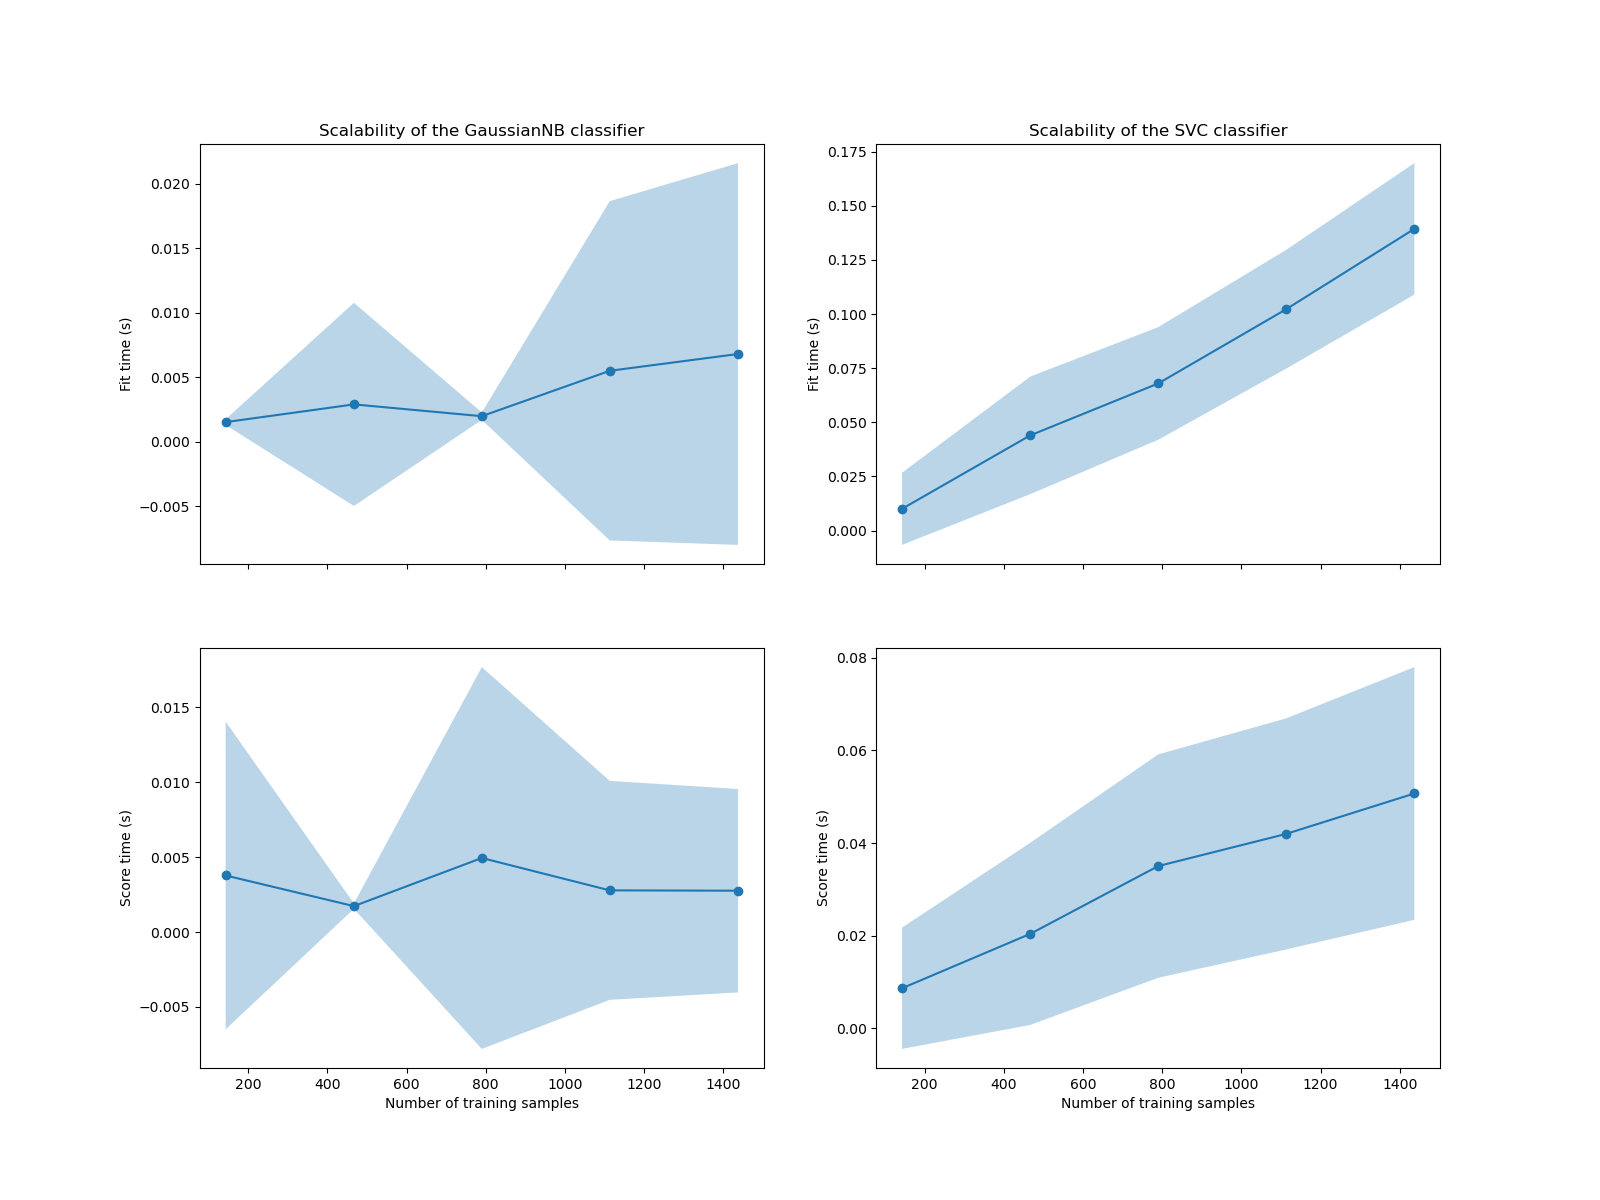 Scalability of the GaussianNB classifier
0.020
0.015
0.010
0.005
0.000
−0.005
Fit time (s)
Scalability of the SVC classifier
0.175
0.150
0.125
0.100
0.075
0.050
0.025
0.000
Fit time (s)
0.015
0.010
0.005
0.000
−0.005
Score time (s)
200 400 600 800 1000 1200 1400
Number of training samples
0.08
0.06
0.04
0.02
0.00
Score time (s)
200 400 600 800 1000 1200 1400
Number of training samples